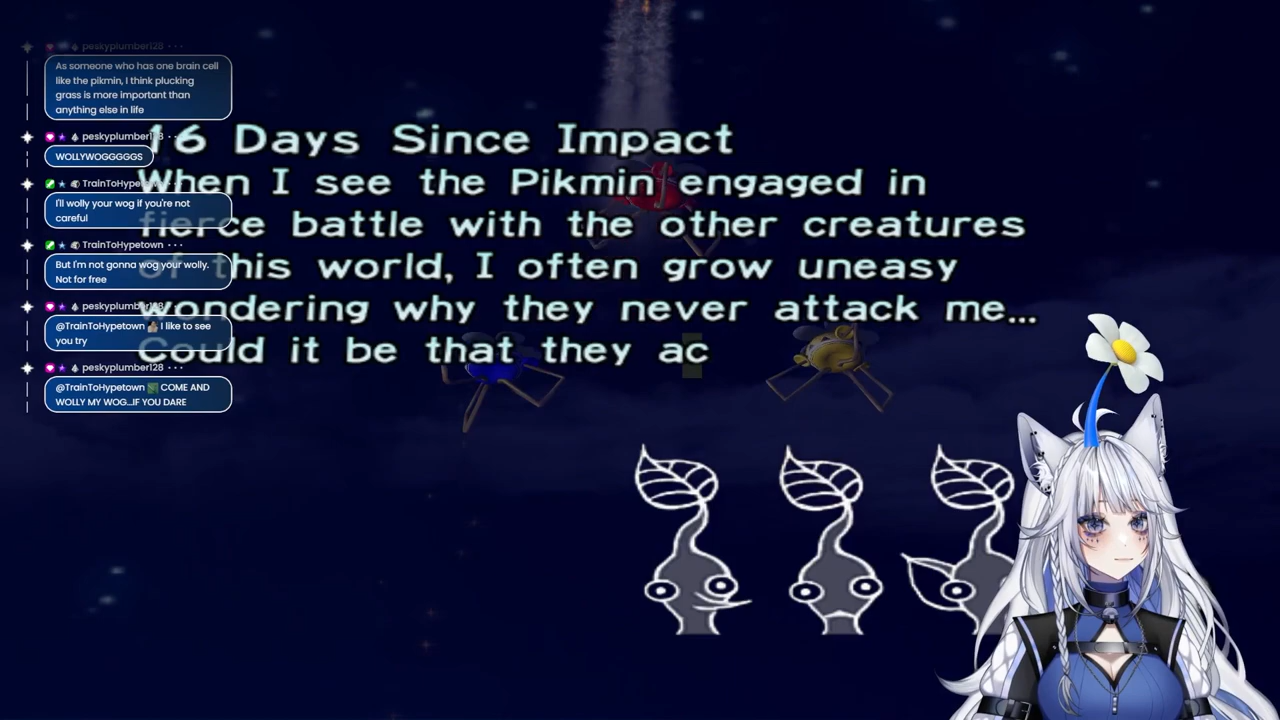 peskyplumber128
As someone who has one brain cell
like the pikmin, I think plucking
grass is more important than
anything else in life
peskyplumber128
WOLLYWOGGGGGS
TrainToHypetown
I'll wolly your wog if you're not
careful
TrainToHypetown
But I'm not gonna wog your wolly.
Not for free
peskyplumber128
@TrainToHypetown I like to see
you try
peskyplumber128
@TrainToHypetown COME AND
WOLLY MY WOG...IF YOU DARE
16 Days Since Impact
When I see the Pikmin engaged in
fierce battle with the other creatures
of this world, I often grow uneasy
wondering why they never attack me...
Could it be that they ac